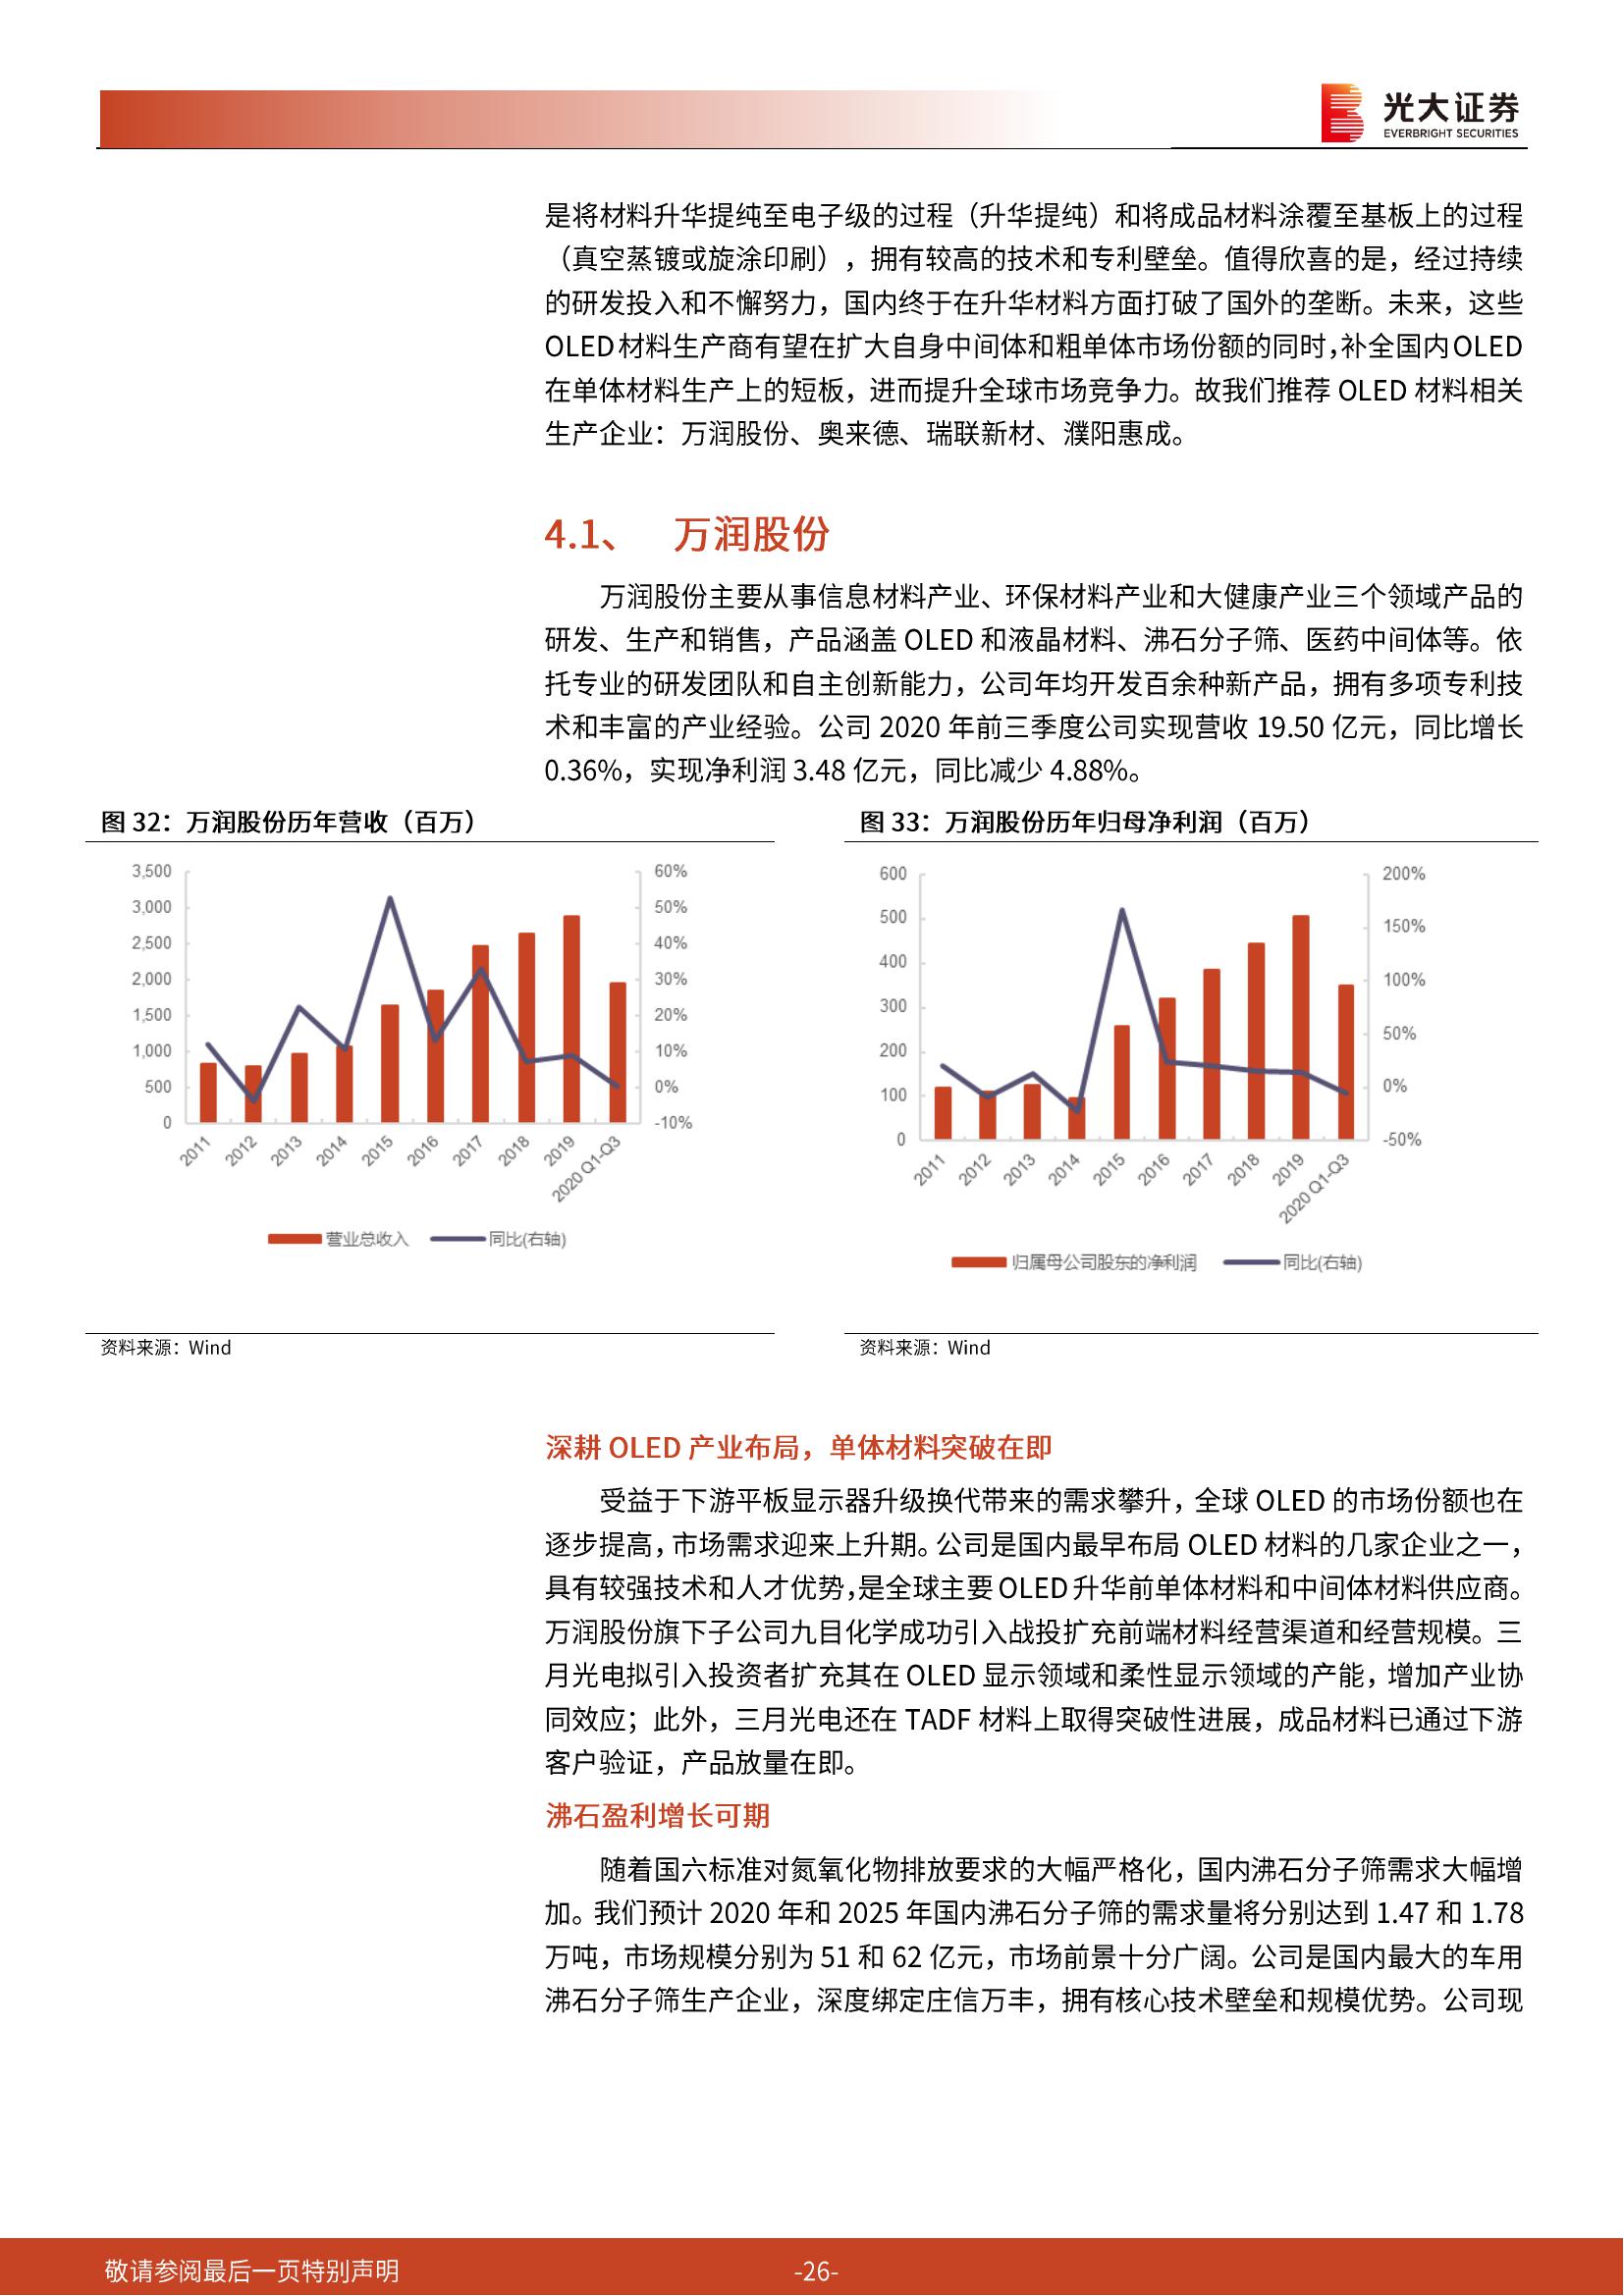 光大证券
EVERBRIGHT SECURITIES
是将材料升华提纯至电子级的过程（升华提纯）和将成品材料涂覆至基板上的过程
（真空蒸镀或旋涂印刷），拥有较高的技术和专利壁垒。值得欣喜的是，经过持续
的研发投入和不懈努力，国内终于在升华材料方面打破了国外的垄断。未来，这些
OLED材料生产商有望在扩大自身中间体和粗单体市场份额的同时，补全国内OLED
在单体材料生产上的短板，进而提升全球市场竞争力。故我们推荐 OLED 材料相关
生产企业：万润股份、奥来德、瑞联新材、濮阳惠成。
4.1、 万润股份
万润股份主要从事信息材料产业、环保材料产业和大健康产业三个领域产品的
研发、生产和销售，产品涵盖 OLED 和液晶材料、沸石分子筛、医药中间体等。依
托专业的研发团队和自主创新能力，公司年均开发百余种新产品，拥有多项专利技
术和丰富的产业经验。公司 2020 年前三季度公司实现营收 19.50 亿元，同比增长
0.36%，实现净利润 3.48 亿元，同比减少 4.88%。
图 32：万润股份历年营收（百万）
3,500
3,000
2,500
2,000
1,500
1,000
500
0
60%
50%
40%
30%
20%
10%
0%
-10%
2011
2012
2013
2014
2015
2016
2017
2018
2019
2020 Q1-Q3
营业总收入
同比(右轴)
资料来源：Wind
图 33：万润股份历年归母净利润（百万）
600
500
400
300
200
100
0
200%
150%
100%
50%
0%
-50%
2011
2012
2013
2014
2015
2016
2017
2018
2019
2020 Q1-Q3
归属母公司股东的净利润
同比(右轴)
资料来源：Wind
深耕 OLED 产业布局，单体材料突破在即
受益于下游平板显示器升级换代带来的需求攀升，全球 OLED 的市场份额也在
逐步提高，市场需求迎来上升期。公司是国内最早布局 OLED 材料的几家企业之一，
具有较强技术和人才优势，是全球主要OLED升华前单体材料和中间体材料供应商。
万润股份旗下子公司九目化学成功引入战投扩充前端材料经营渠道和经营规模。三
月光电拟引入投资者扩充其在 OLED 显示领域和柔性显示领域的产能，增加产业协
同效应；此外，三月光电还在 TADF 材料上取得突破性进展，成品材料已通过下游
客户验证，产品放量在即。
沸石盈利增长可期
随着国六标准对氮氧化物排放要求的大幅严格化，国内沸石分子筛需求大幅增
加。我们预计 2020 年和 2025 年国内沸石分子筛的需求量将分别达到 1.47 和 1.78
万吨，市场规模分别为 51 和 62 亿元，市场前景十分广阔。公司是国内最大的车用
沸石分子筛生产企业，深度绑定庄信万丰，拥有核心技术壁垒和规模优势。公司现
敬请参阅最后一页特别声明
-26-